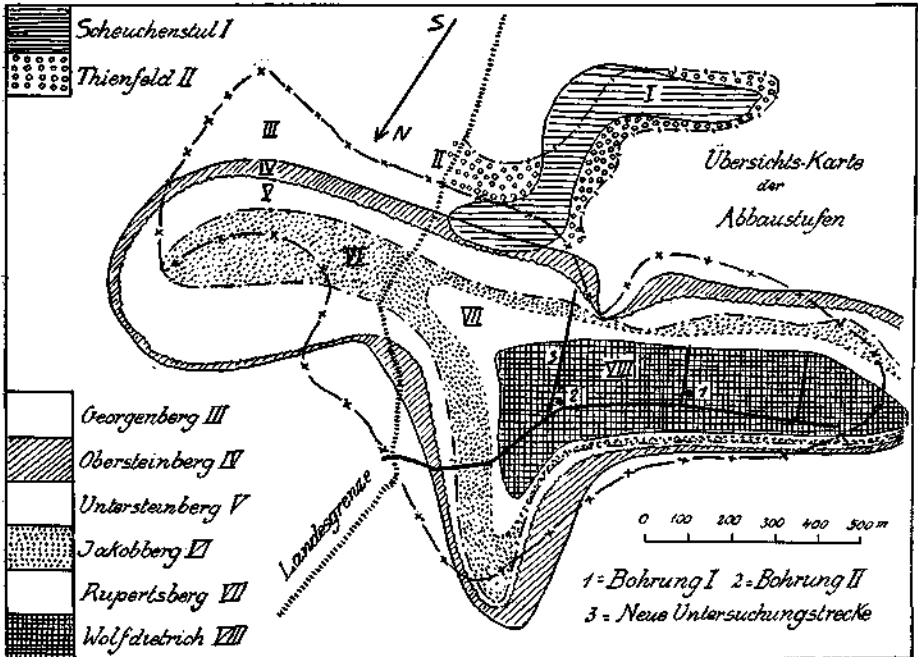 Scheuchenstul I
Thienfeld II
S
N
I
II
III
IV
V
VI
VII
VIII
3
2
1
Übersichts-Karte
der
Abbaustufen
Landesgrenze
Georgenberg III
Obersteinberg IV
Untersteinberg V
Jakobberg VI
Rupertsberg VII
Wolfdietrich VIII
0 100 200 300 400 500 m
1 = Bohrung I 2 = Bohrung II
3 = Neue Untersuchungstrecke